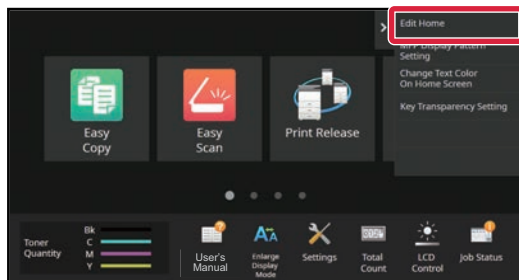 Edit Home
MFP Display Pattern
Setting
Change Text Color
On Home Screen
Key Transparency Setting
Easy
Copy
Easy
Scan
Print Release
Toner
Quantity
Bk
C
M
Y
User's
Manual
Enlarge
Display
Mode
Settings
Total
Count
LCD
Control
Job Status